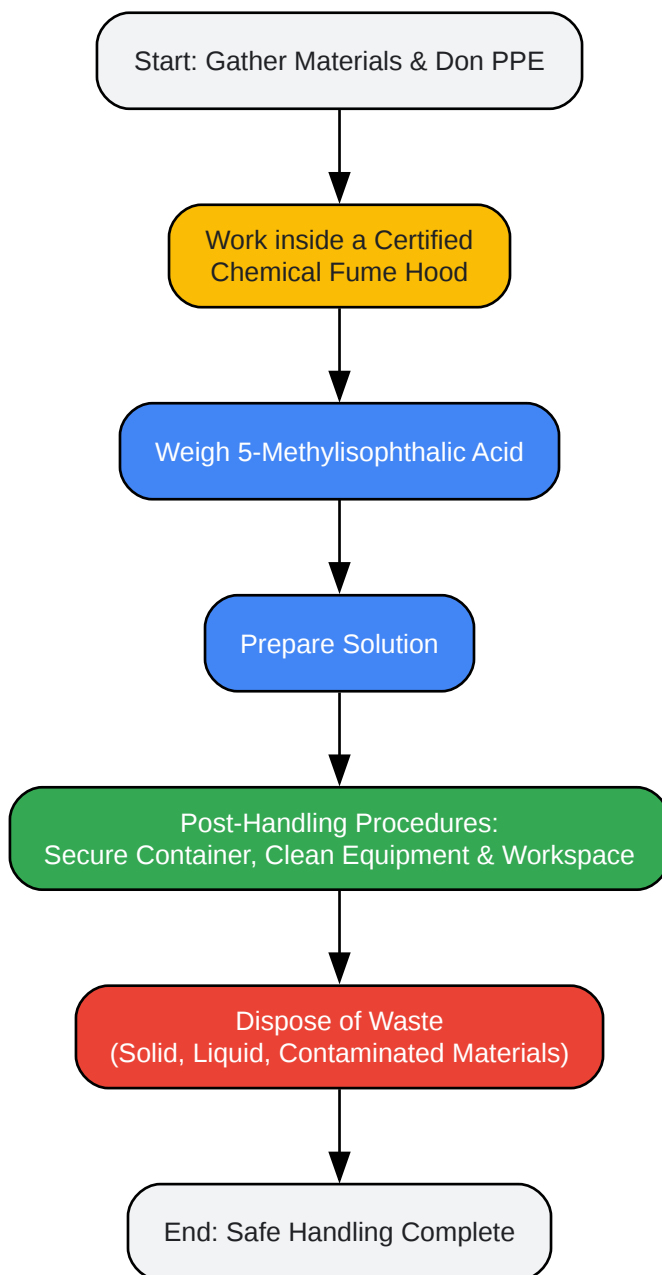 Start: Gather Materials & Don PPE
Work inside a Certified
Chemical Fume Hood
Weigh 5-Methylisophthalic Acid
Prepare Solution
Post-Handling Procedures:
Secure Container, Clean Equipment & Workspace
Dispose of Waste
(Solid, Liquid, Contaminated Materials)
End: Safe Handling Complete